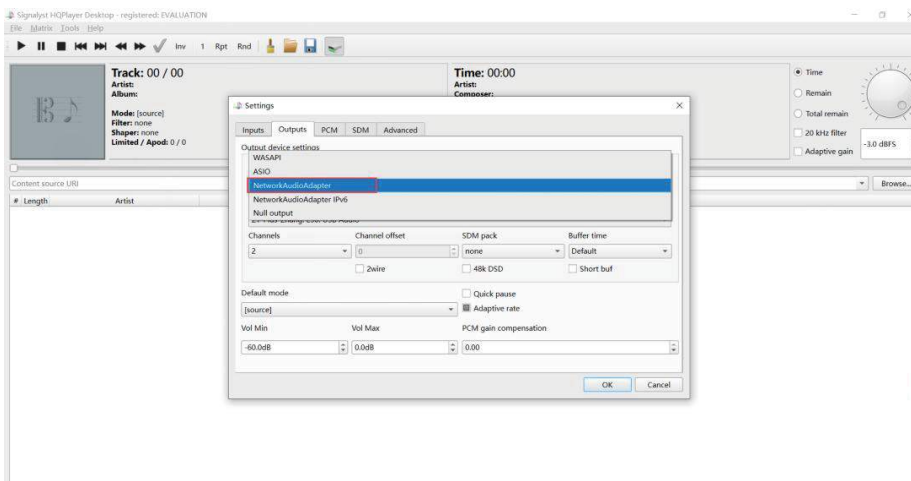 Signalyst HQPlayer Desktop - registered: EVALUATION
File Matrix Tools Help
Inv 1 Rpt Rnd
Track: 00 / 00
Artist:
Album:
Mode: [source]
Filter: none
Shaper: none
Limited / Apod: 0 / 0
Time: 00:00
Artist:
Composer:
Time
Remain
Total remain
20 kHz filter
Adaptive gain
-3.0 dBFS
Content source URI
Browse...
# Length Artist
Settings
Inputs Outputs PCM SDM Advanced
Output device settings
WASAPI
ASIO
NetworkAudioAdapter
NetworkAudioAdapter IPv6
Null output
Channels Channel offset SDM pack Buffer time
2 0 none Default
2wire 48k DSD Short buf
Default mode
Quick pause
[source]
Adaptive rate
Vol Min Vol Max PCM gain compensation
-60.0dB 0.0dB 0.00
OK Cancel